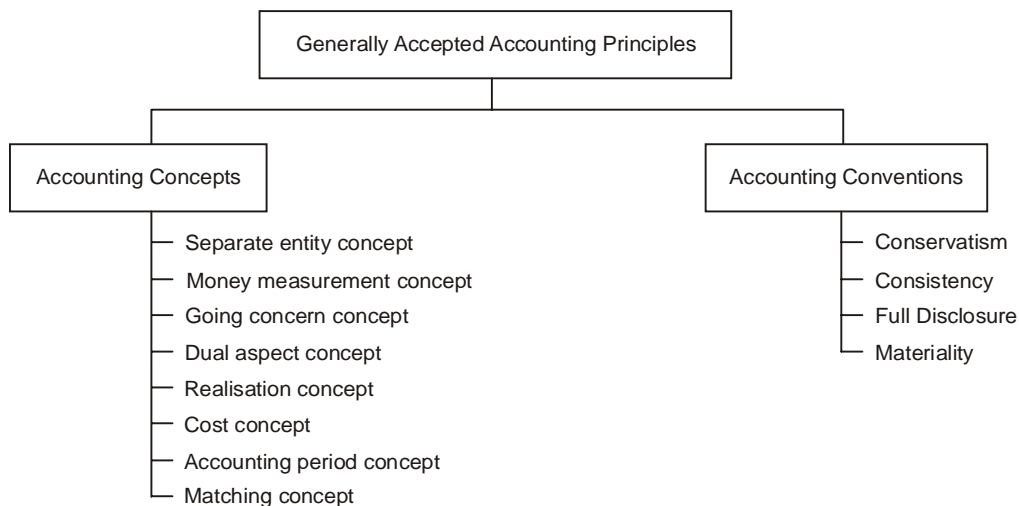 Generally Accepted Accounting Principles
Accounting Concepts
Separate entity concept
Money measurement concept
Going concern concept
Dual aspect concept
Realisation concept
Cost concept
Accounting period concept
Matching concept
Accounting Conventions
Conservatism
Consistency
Full Disclosure
Materiality